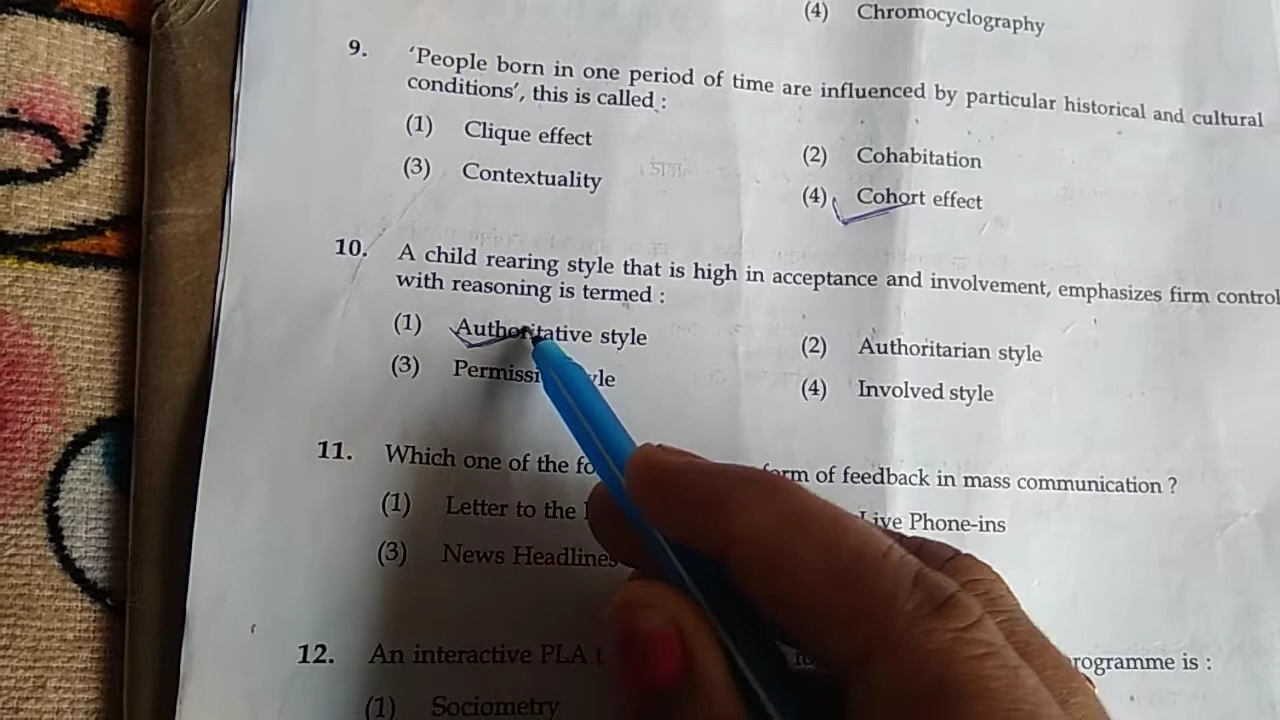 (4) Chromocyclography
9. 'People born in one period of time are influenced by particular historical and cultural
conditions', this is called :
(1) Clique effect
(2) Cohabitation
(3) Contextuality
(4) Cohort effect
10. A child rearing style that is high in acceptance and involvement, emphasizes firm control
with reasoning is termed :
(1) Authoritative style
(2) Authoritarian style
(3) Permissi
(4) Involved style
11. Which one of the form of feedback in mass communication ?
(1) Letter to the
Live Phone-ins
(3) News Headlines
12. An interactive PLA is :
(1) Sociometry